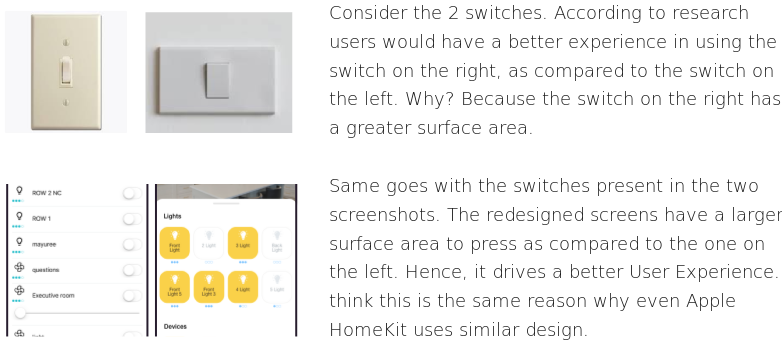 Consider the 2 switches. According to research
users would have a better experience in using the
switch on the right, as compared to the switch on
the left. Why? Because the switch on the right has
a greater surface area.
ROW 2 NC
ROW 1
mayuree
questions
Executive room
Lights
Front
Light
Back
Light
Front
Light 5
Front
Light 3
4 Light
Devices
Same goes with the switches present in the two
screenshots. The redesigned screens have a larger
surface area to press as compared to the one on
the left. Hence, it drives a better User Experience.
think this is the same reason why even Apple
HomeKit uses similar design.